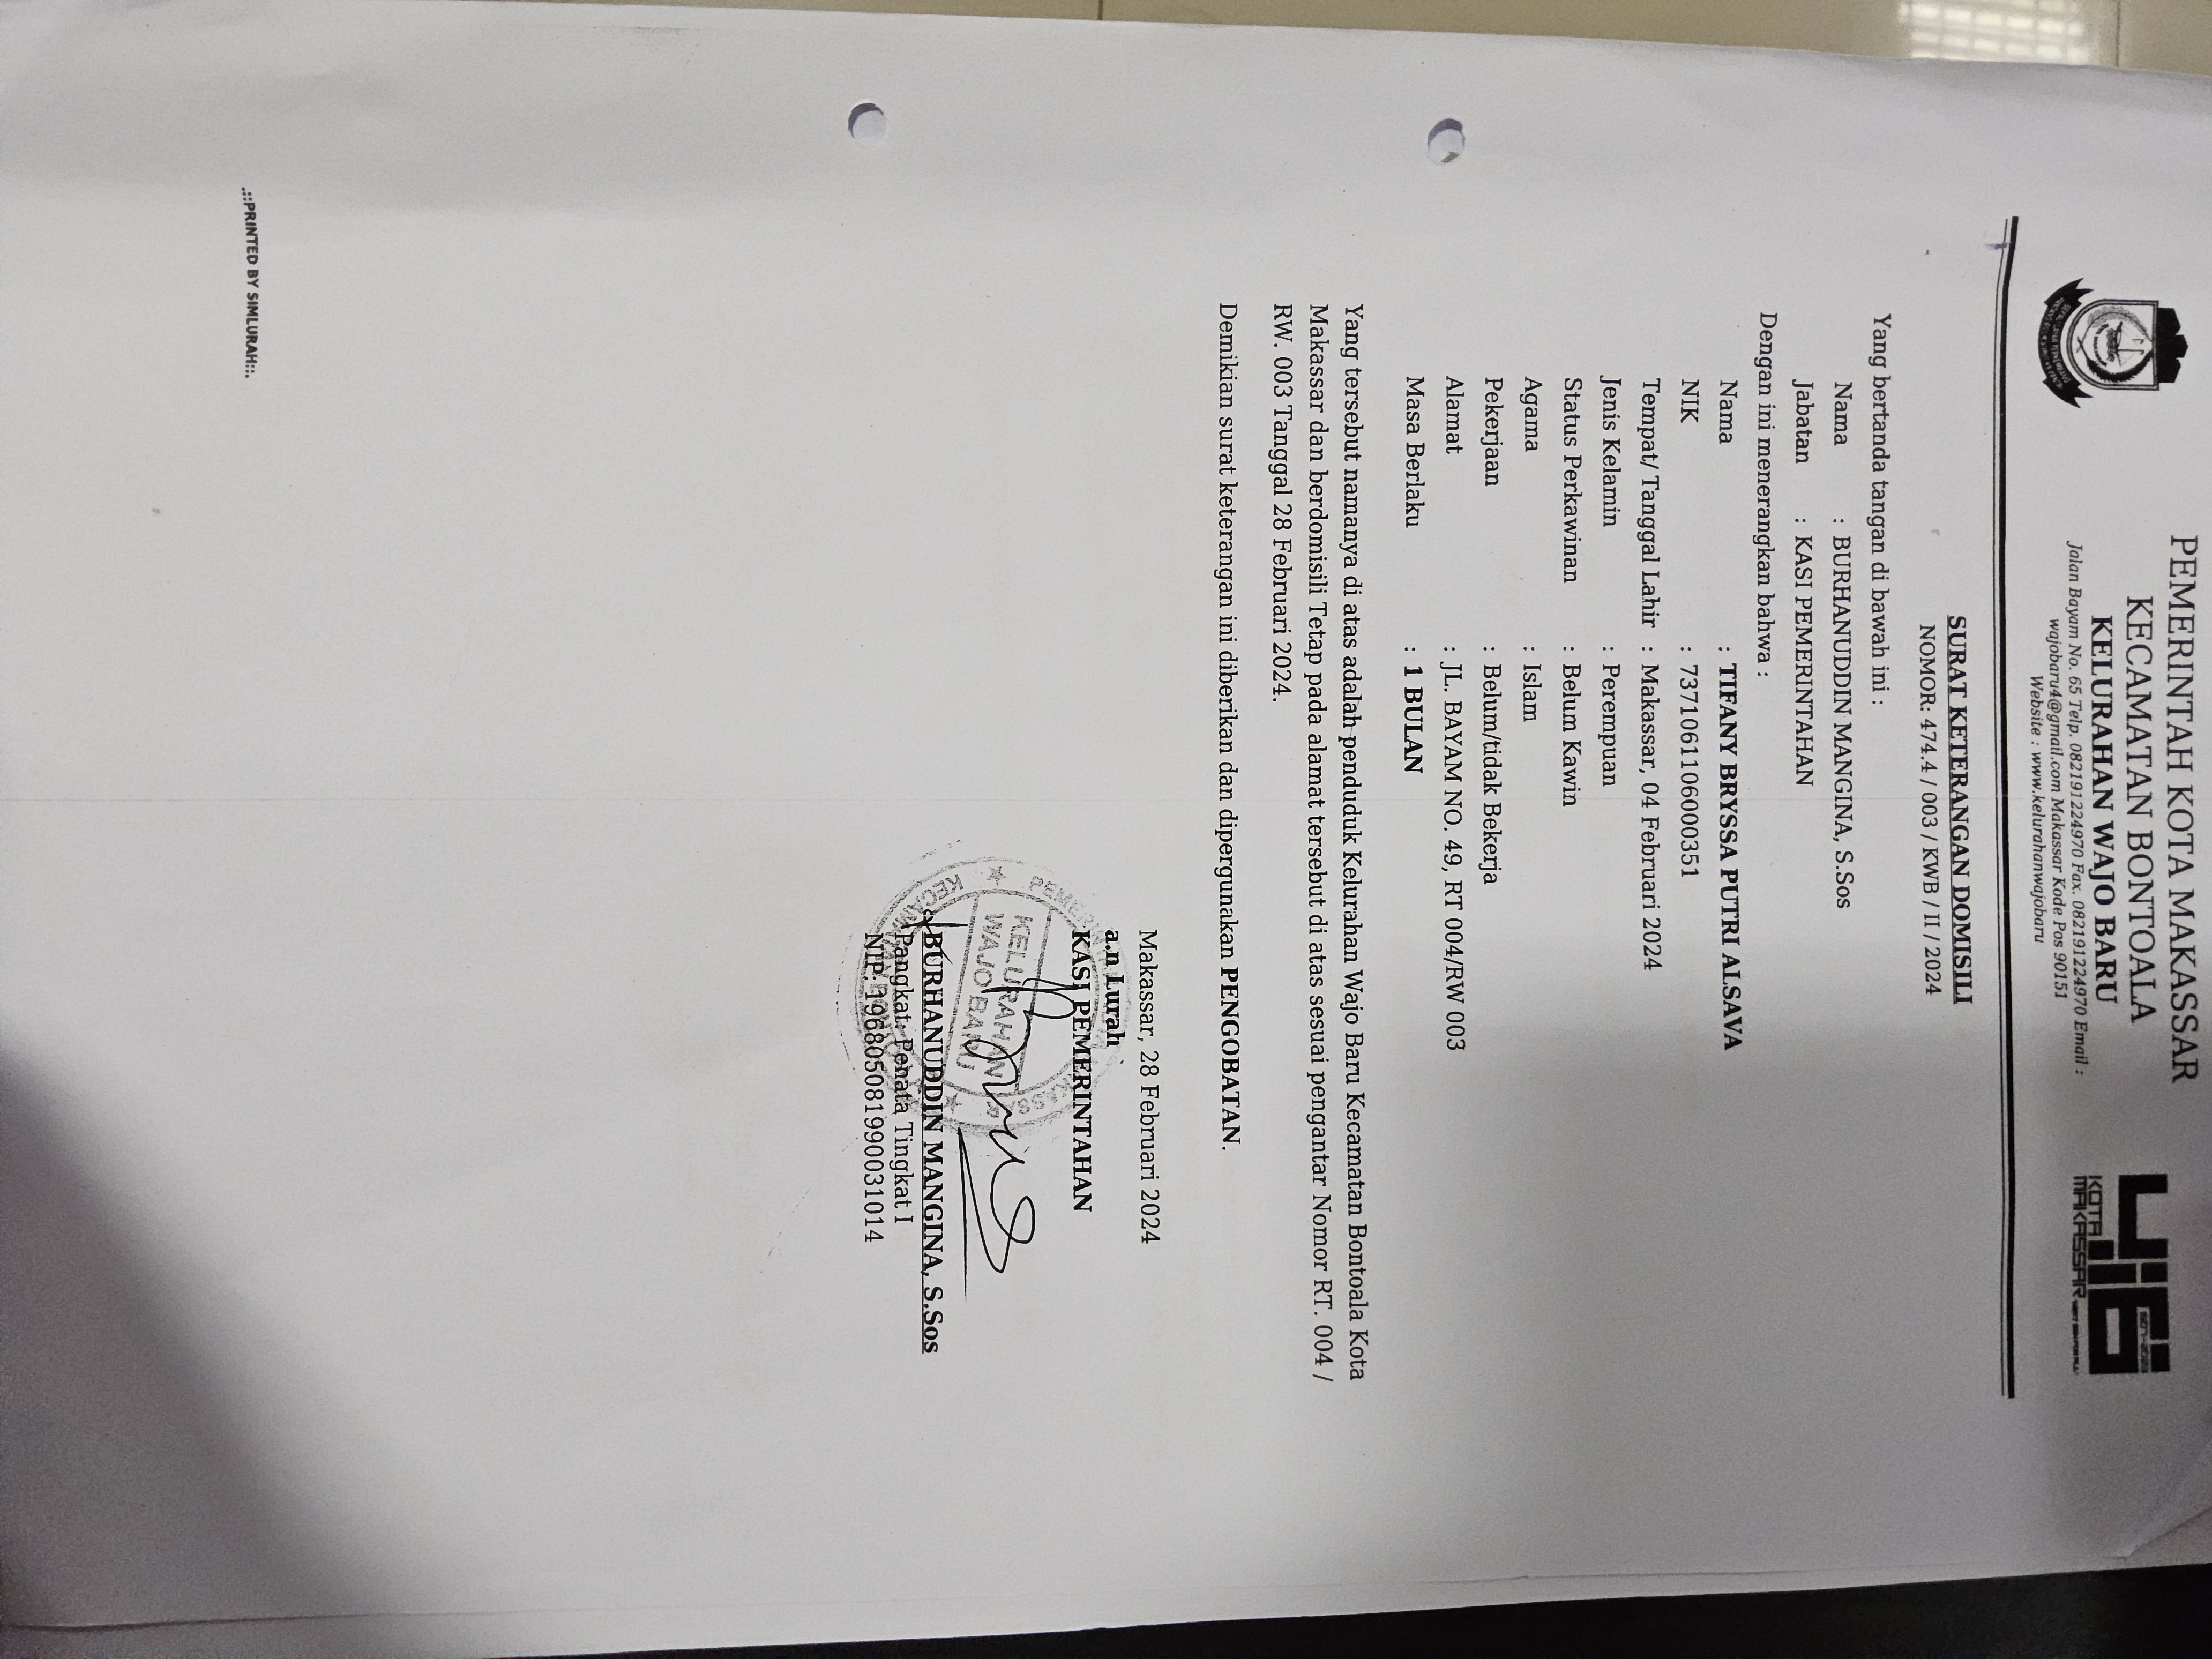 PEMERINTAH KOTA MAKASSAR
KECAMATAN BONTOALA
KELURAHAN WAJO BARU
Jalan Bayam No. 65 Telp. 082191224970 Fax. 082191224970 Email :
wajobaru4@gmail.com Makassar Kode Pos 90151
Website : www.kelurahanwajobaru
KOTA
MAKASSAR
SURAT KETERANGAN DOMISILI
NOMOR: 474.4 / 003 / KWB / II / 2024
Yang bertanda tangan di bawah ini :
Nama : BURHANUDDIN MANGINA, S.Sos
Jabatan : KASI PEMERINTAHAN
Dengan ini menerangkan bahwa :
Nama : TIFANY BRYSSA PUTRI ALSAVA
NIK : 7371061106000351
Tempat/ Tanggal Lahir : Makassar, 04 Februari 2024
Jenis Kelamin : Perempuan
Status Perkawinan : Belum Kawin
Agama : Islam
Pekerjaan : Belum/tidak Bekerja
Alamat : JL. BAYAM NO. 49, RT 004/RW 003
Masa Berlaku : 1 BULAN
Yang tersebut namanya di atas adalah penduduk Kelurahan Wajo Baru Kecamatan Bontoala Kota
Makassar dan berdomisili Tetap pada alamat tersebut di atas sesuai pengantar Nomor RT. 004 /
RW. 003 Tanggal 28 Februari 2024.
Demikian surat keterangan ini diberikan dan dipergunakan PENGOBATAN.
Makassar, 28 Februari 2024
a.n Lurah
KASI PEMERINTAHAN
KELURAHAN
WAJO BARU
BURHANUDDIN MANGINA, S.Sos
Pangkat: Penata Tingkat I
NIP. 196805081990031014
.:::PRINTED BY SIMLURAH:::.